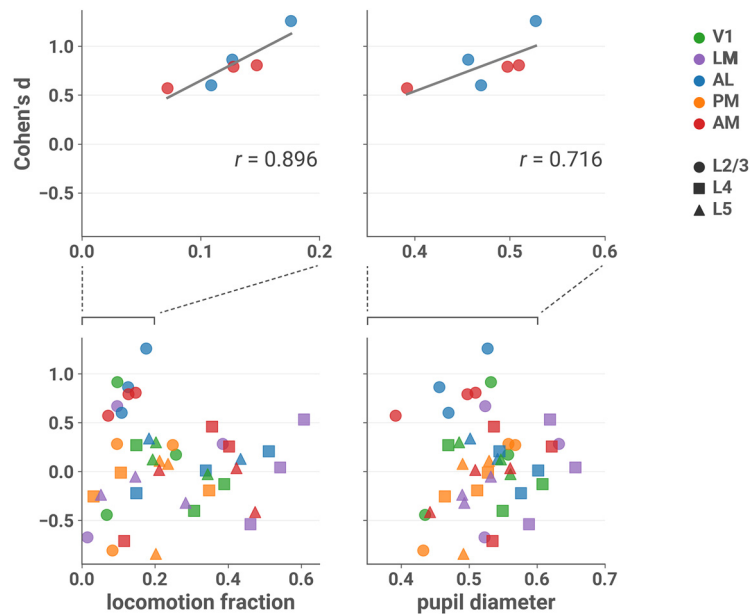 Cohen's d
1.0
0.5
0.0
−0.5
r = 0.896
0.0
0.1
0.2
r = 0.716
0.4
0.5
0.6
V1
LM
AL
PM
AM
L2/3
L4
L5
1.0
0.5
0.0
−0.5
0.0
0.2
0.4
0.6
locomotion fraction
0.4
0.5
0.6
0.7
pupil diameter